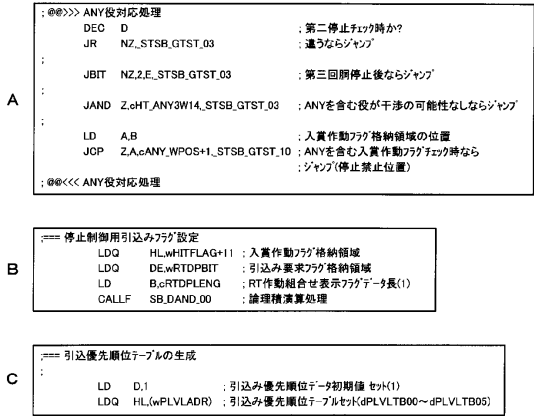 ; @@>>> ANY役対応処理
DEC D ; 第二停止ﾁｪｯｸ時か?
JR NZ,_STSB_GTST_03 ; 違うならｼﾞｬﾝﾌﾟ
;
JBIT NZ,2,E,_STSB_GTST_03 ; 第三回胴停止後ならｼﾞｬﾝﾌﾟ
;
A
JAND Z,cHT_ANY3W14,_STSB_GTST_03 ; ANYを含む役が干渉の可能性なしならｼﾞｬﾝﾌﾟ
;
LD A,B ; 入賞作動ﾌﾗｸﾞ格納領域の位置
JCP Z,A,cANY_WPOS+1,_STSB_GTST_10 ; ANYを含む入賞作動ﾌﾗｸﾞﾁｪｯｸ時なら
; ｼﾞｬﾝﾌﾟ(停止禁止位置)
; @@<<< ANY役対応処理
;=== 停止制御用引込みﾌﾗｸﾞ設定
LDQ HL,wHITFLAG+11 ; 入賞作動ﾌﾗｸﾞ格納領域
B
LDQ DE,wRTDPBIT ; 引込み要求ﾌﾗｸﾞ格納領域
LD B,cRTDPLENG ; RT作動組合せ表示ﾌﾗｸﾞﾃﾞｰﾀ長(1)
CALLF SB_DAND_00 ; 論理積演算処理
;=== 引込優先順位ﾃｰﾌﾞﾙの生成
;
C
LD D,1 ; 引込み優先順位ﾃﾞｰﾀ初期値 ｾｯﾄ(1)
LDQ HL,(wPLVLADR) ; 引込み優先順位ﾃｰﾌﾞﾙｾｯﾄ(dPLVLTB00～dPLVLTB05)